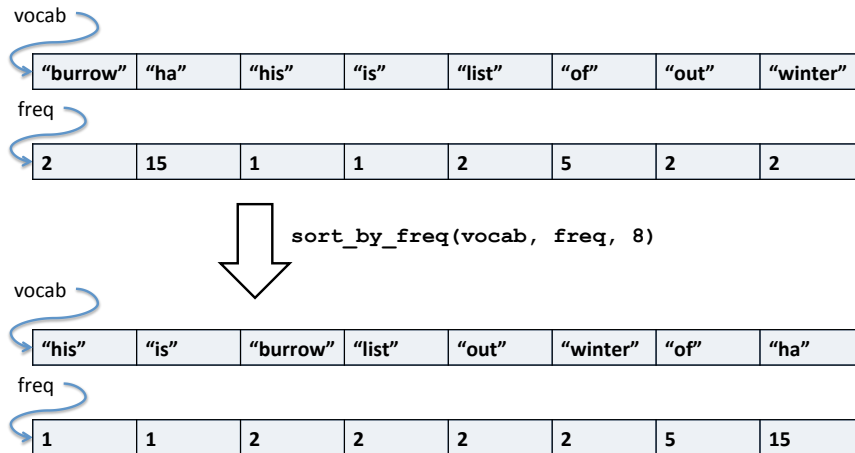 vocab
“burrow” “ha” “his” “is” “list” “of” “out” “winter”
freq
2 15 1 1 2 5 2 2
sort_by_freq(vocab, freq, 8)
vocab
“his” “is” “burrow” “list” “out” “winter” “of” “ha”
freq
1 1 2 2 2 2 5 15